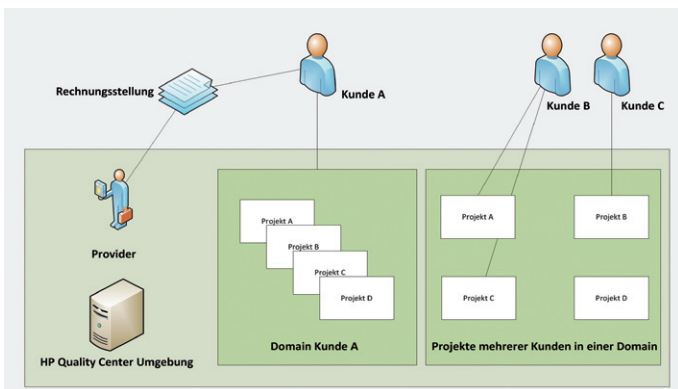 Rechnungsstellung
Kunde A
Kunde B
Kunde C
Provider
HP Quality Center Umgebung
Projekt A
Projekt B
Projekt C
Projekt D
Domain Kunde A
Projekt A
Projekt B
Projekt C
Projekt D
Projekte mehrerer Kunden in einer Domain